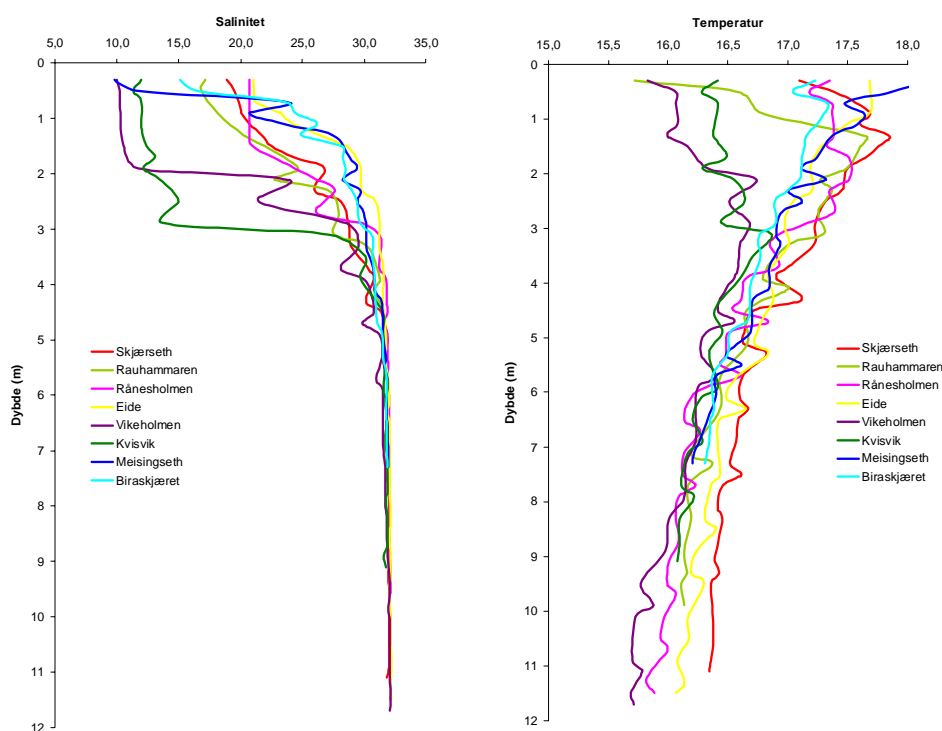 Salinitet
5,0 10,0 15,0 20,0 25,0 30,0 35,0
0
1
2
3
4
5
6
7
8
9
10
11
12
Dybde (m)
Skjærseth
Rauhammaren
Rånesholmen
Eide
Vikeholmen
Kvisvik
Meisingseth
Biraskjæret
Temperatur
15,0 15,5 16,0 16,5 17,0 17,5 18,0
0
1
2
3
4
5
6
7
8
9
10
11
12
Dybde (m)
Skjærseth
Rauhammaren
Rånesholmen
Eide
Vikeholmen
Kvisvik
Meisingseth
Biraskjæret